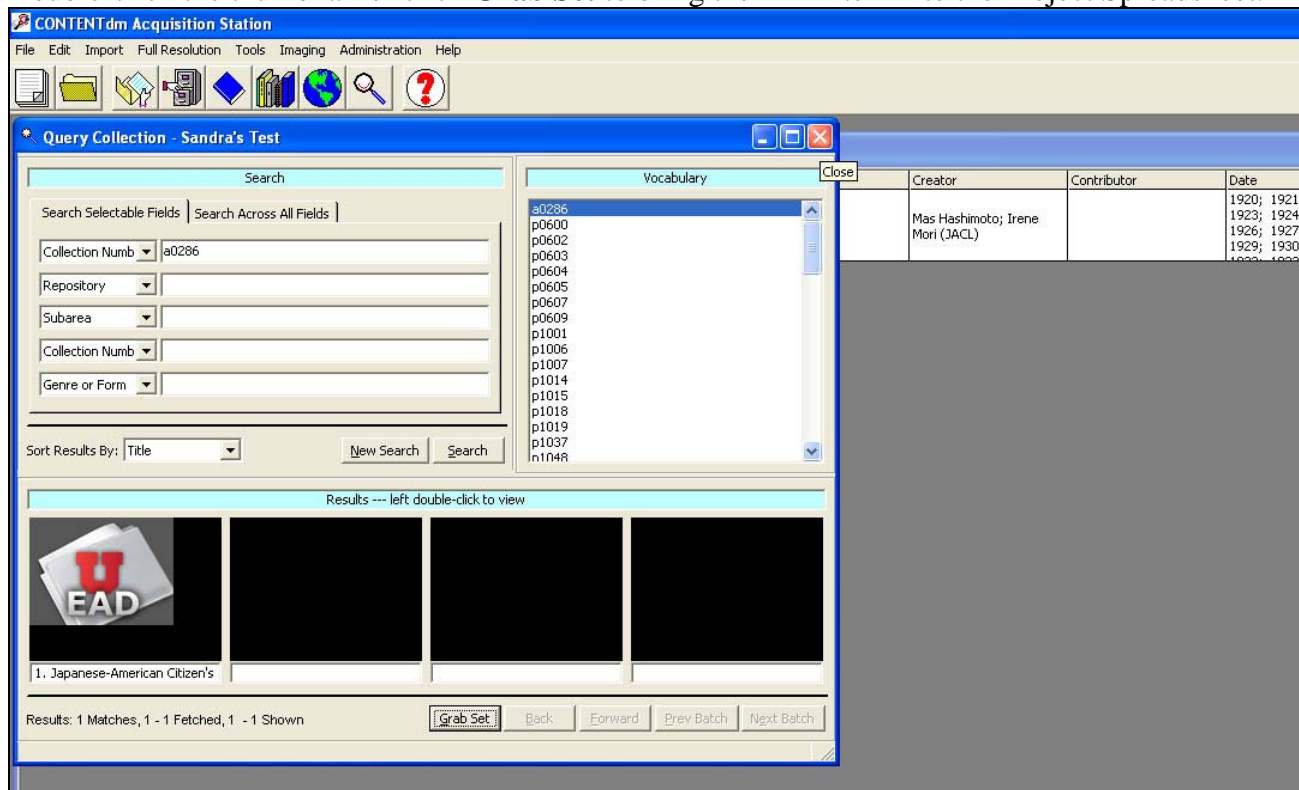 CONTENTdm Acquisition Station
File Edit Import Full Resolution Tools Imaging Administration Help
Query Collection - Sandra's Test
Close
Search
Search Selectable Fields Search Across All Fields
Collection Numb a0286
Repository
Subarea
Collection Numb
Genre or Form
Sort Results By: Title New Search Search
Vocabulary
a0286
p0600
p0602
p0603
p0604
p0605
p0607
p0609
p1001
p1006
p1007
p1014
p1015
p1018
p1019
p1037
p1048
Creator Contributor Date
Mas Hashimoto; Irene
Mori (JACL)
1920; 1921
1923; 1924
1926; 1927
1929; 1930
Results --- left double-click to view
U
EAD
1. Japanese-American Citizen's
Results: 1 Matches, 1 - 1 Fetched, 1 - 1 Shown Grab Set Back Forward Prev Batch Next Batch